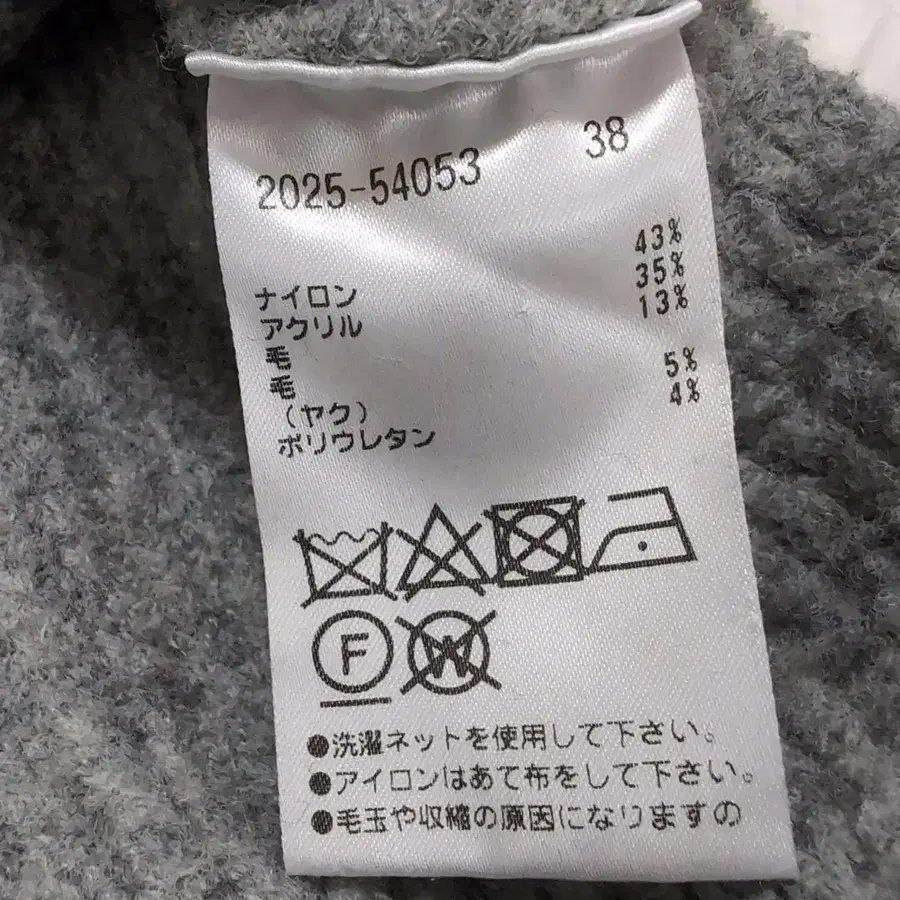 2025-54053 38
ナイロン 43%
アクリル 35%
毛 13%
毛
(ヤク) 5%
ポリウレタン 4%
F W
●洗濯ネットを使用して下さい。
●アイロンはあて布をして下さい。
●毛玉や収縮の原因になりますの